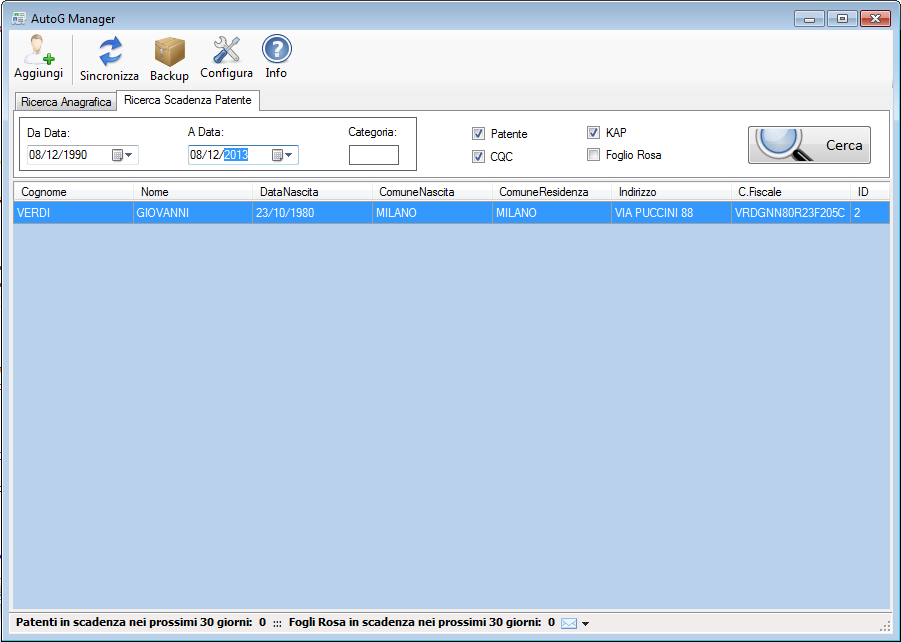 AutoG Manager
Aggiungi Sincronizza Backup Configura Info
Ricerca Anagrafica Ricerca Scadenza Patente
Da Data: A Data: Categoria:
08/12/1990 08/12/2013
Patente KAP
CQC Foglio Rosa
Cerca
Cognome Nome DataNascita ComuneNascita ComuneResidenza Indirizzo C.Fiscale ID
VERDI GIOVANNI 23/10/1980 MILANO MILANO VIA PUCCINI 88 VRDGNN80R23F205C 2
Patenti in scadenza nei prossimi 30 giorni: 0 ::: Fogli Rosa in scadenza nei prossimi 30 giorni: 0